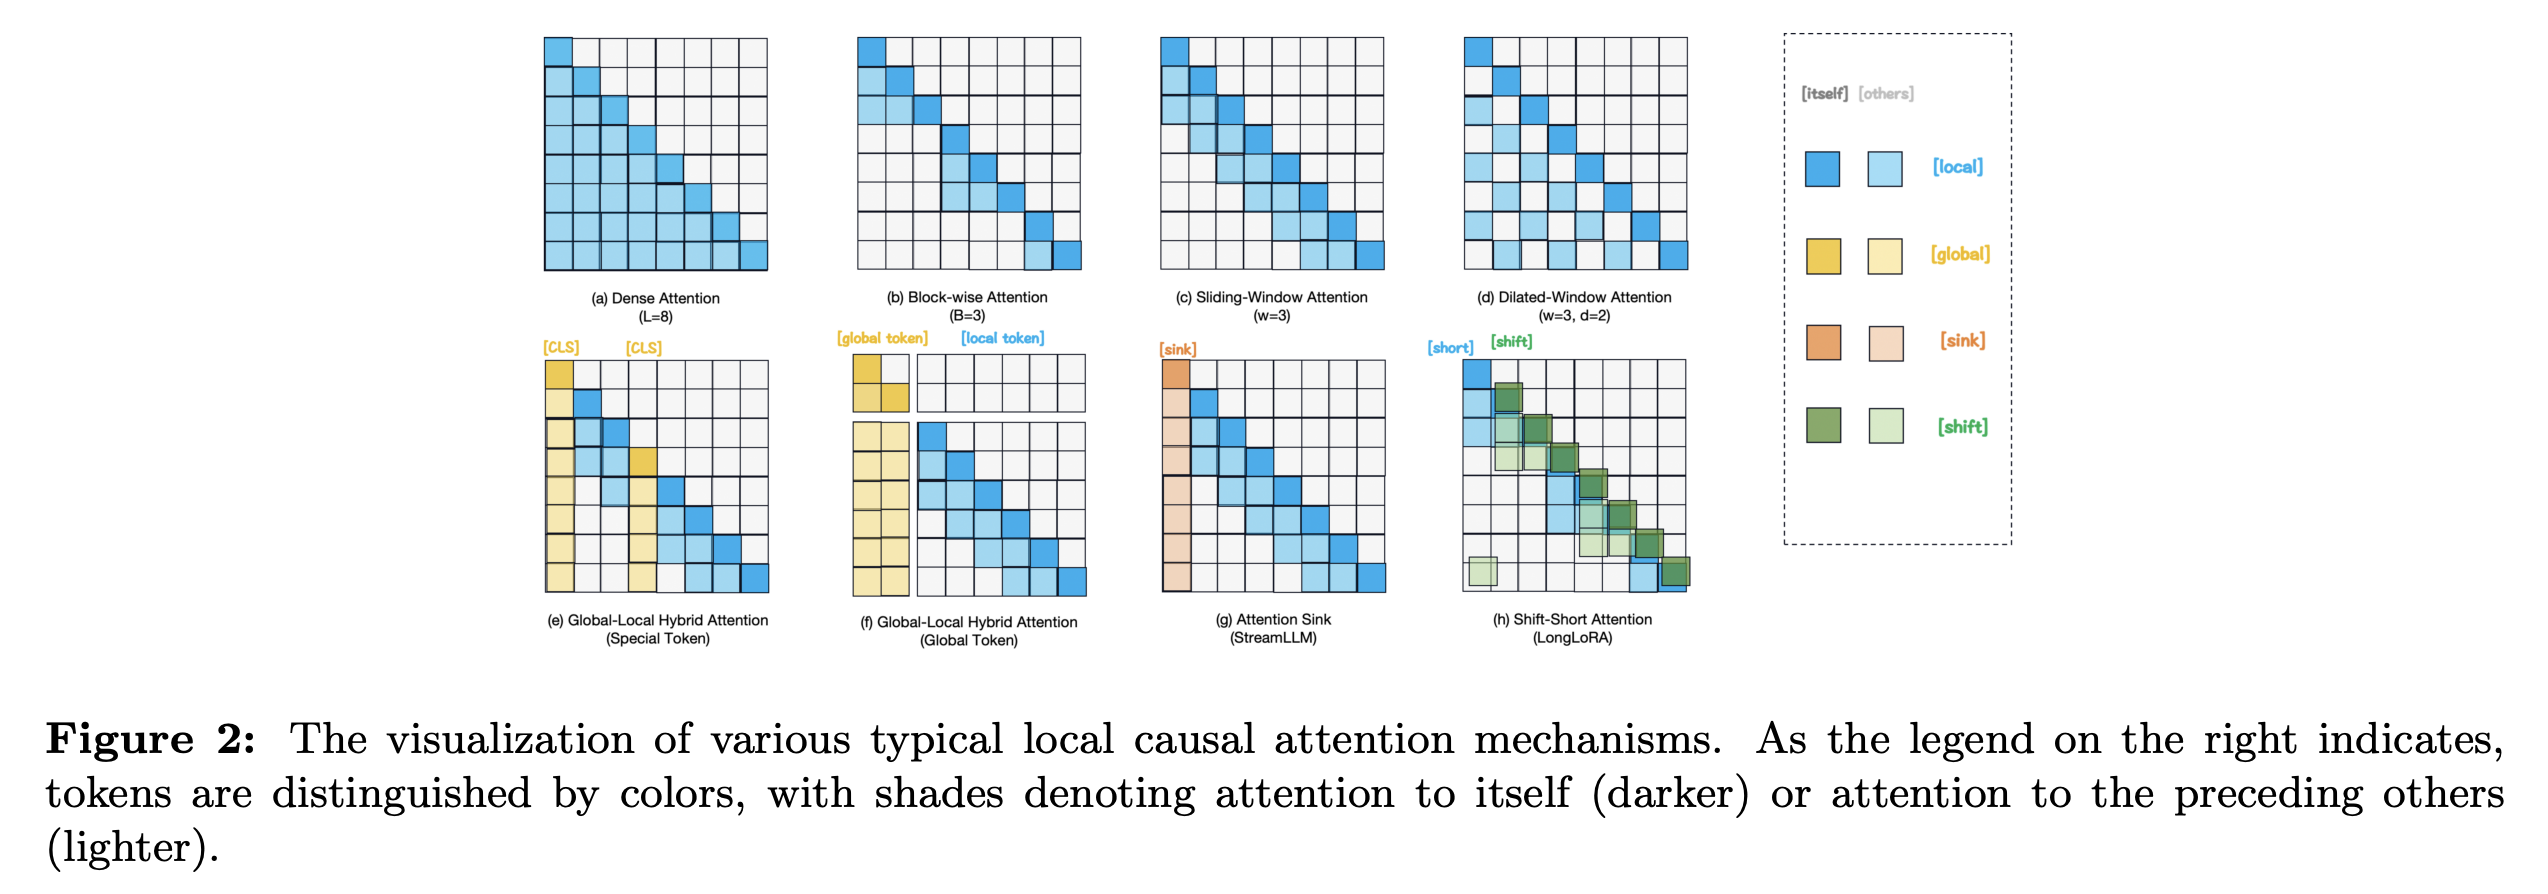 (a) Dense Attention
(L=8)
(b) Block-wise Attention
(B=3)
(c) Sliding-Window Attention
(w=3)
(d) Dilated-Window Attention
(w=3, d=2)
[CLS] [CLS]
(e) Global-Local Hybrid Attention
(Special Token)
[global token] [local token]
(f) Global-Local Hybrid Attention
(Global Token)
[sink]
(g) Attention Sink
(StreamLLM)
[short] [shift]
(h) Shift-Short Attention
(LongLoRA)
[itself] [others]
[local]
[global]
[sink]
[shift]
Figure 2: The visualization of various typical local causal attention mechanisms. As the legend on the right indicates,
tokens are distinguished by colors, with shades denoting attention to itself (darker) or attention to the preceding others
(lighter).